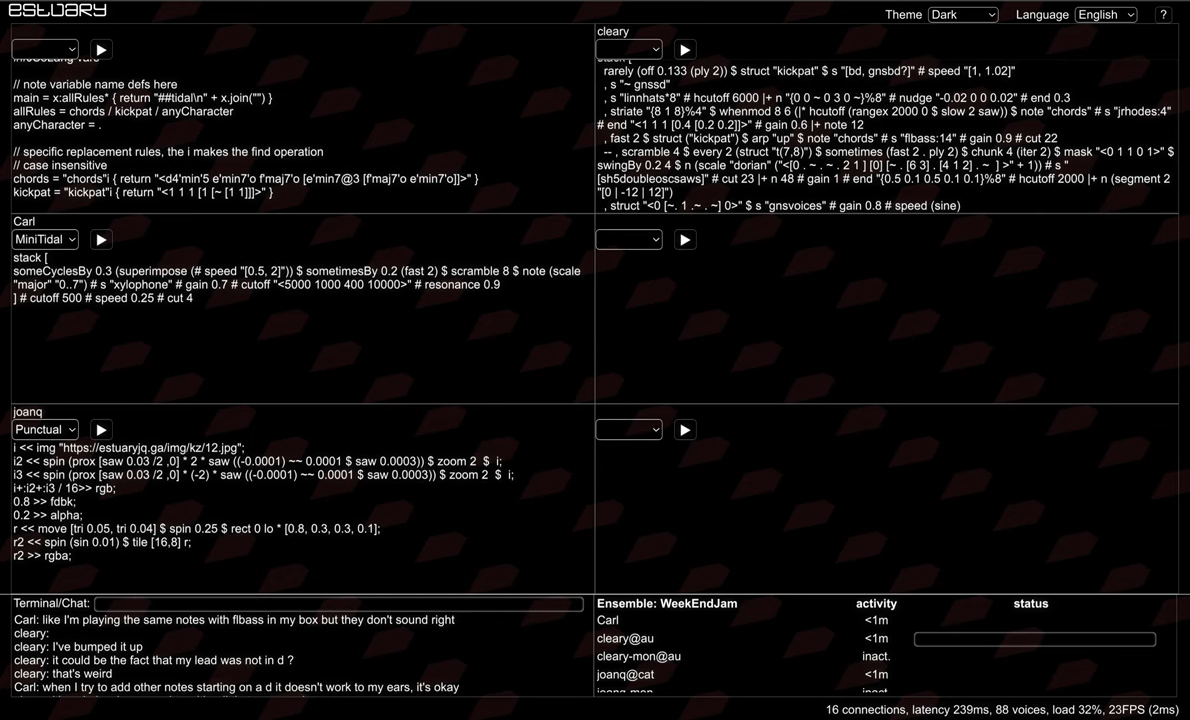 estuary
Theme Dark Language English ?
// note variable name defs here
main = x:allRules* { return "##tidal\n" + x.join("") }
allRules = chords / kickpat / anyCharacter
anyCharacter = .
// specific replacement rules, the i makes the find operation
// case insensitive
chords = "chords"i { return "<d4'min'5 e'min7'o f'maj7'o [e'min7'@3 [f'maj7'o e'min7'o]]>" }
kickpat = "kickpat"i { return "<1 1 1 [1 [~ [1 1]]]>" }
cleary
stack [
rarely (off 0.133 (ply 2)) $ struct "kickpat" $ s "[bd, gnsbd?]" # speed "[1, 1.02]"
, s "~ gnssd"
, s "linnhats*8" # hcutoff 6000 |+ n "{0 0 ~ 0 3 0 ~}%8" # nudge "-0.02 0 0 0.02" # end 0.3
, striate "{8 1 8}%4" $ whenmod 8 6 (|* hcutoff (rangex 2000 0 $ slow 2 saw)) $ note "chords" # s "jrhodes:4"
# end "<1 1 1 [0.4 [0.2 0.2]]>" # gain 0.6 |+ note 12
, fast 2 $ struct ("kickpat") $ arp "up" $ note "chords" # s "flbass:14" # gain 0.9 # cut 22
-- , scramble 4 $ every 2 (struct "t(7,8)") $ sometimes (fast 2 . ply 2) $ chunk 4 (iter 2) $ mask "<0 1 1 0 1>" $
swingBy 0.2 4 $ n (scale "dorian" ("<[0 . ~ . ~ . 2 1 ] [0] [~ . [6 3] . [4 1 2] . ~ ] >" + 1)) # s "
[sh5doubleoscsaws]" # cut 23 |+ n 48 # gain 1 # end "{0.5 0.1 0.5 0.1 0.1}%8" # hcutoff 2000 |+ n (segment 2
"[0 | -12 | 12]")
, struct "<0 [~. 1 .~ . ~] 0>" $ s "gnsvoices" # gain 0.8 # speed (sine)
Carl
MiniTidal
stack [
someCyclesBy 0.3 (superimpose (# speed "[0.5, 2]")) $ sometimesBy 0.2 (fast 2) $ scramble 8 $ note (scale
"major" "0..7") # s "xylophone" # gain 0.7 # cutoff "<5000 1000 400 10000>" # resonance 0.9
] # cutoff 500 # speed 0.25 # cut 4
joanq
Punctual
i << img "https://estuaryjq.ga/img/kz/12.jpg";
i2 << spin (prox [saw 0.03 /2 ,0] * 2 * saw ((-0.0001) ~~ 0.0001 $ saw 0.0003)) $ zoom 2 $ i;
i3 << spin (prox [saw 0.03 /2 ,0] * (-2) * saw ((-0.0001) ~~ 0.0001 $ saw 0.0003)) $ zoom 2 $ i;
i+:i2+:i3 / 16>> rgb;
0.8 >> fdbk;
0.2 >> alpha;
r << move [tri 0.05, tri 0.04] $ spin 0.25 $ rect 0 lo * [0.8, 0.3, 0.3, 0.1];
r2 << spin (sin 0.01) $ tile [16,8] r;
r2 >> rgba;
Terminal/Chat:
Carl: like I'm playing the same notes with flbass in my box but they don't sound right
cleary:
cleary: I've bumped it up
cleary: it could be the fact that my lead was not in d ?
cleary: that's weird
Carl: when I try to add other notes starting on a d it doesn't work to my ears, it's okay
Ensemble: WeekEndJam activity status
Carl <1m
cleary@au <1m
cleary-mon@au inact.
joanq@cat <1m
joanq-mon inact
16 connections, latency 239ms, 88 voices, load 32%, 23FPS (2ms)